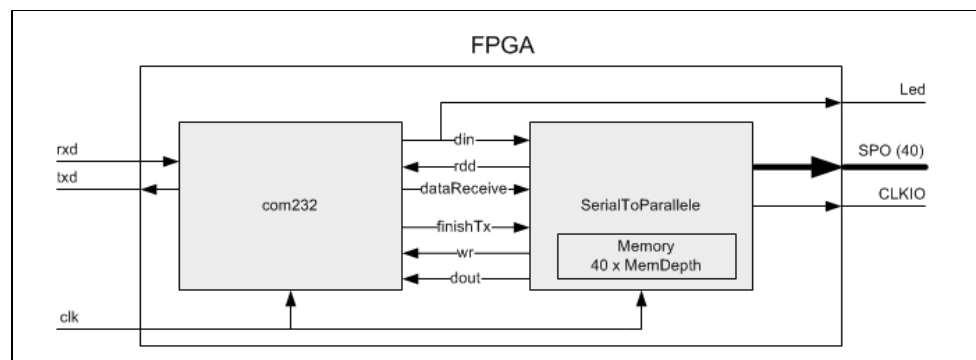 FPGA
Led
din
rxd
rdd
SPO (40)
txd
dataReceive
com232
SerialToParallele
CLKIO
finishTx
Memory
40 x MemDepth
wr
dout
clk